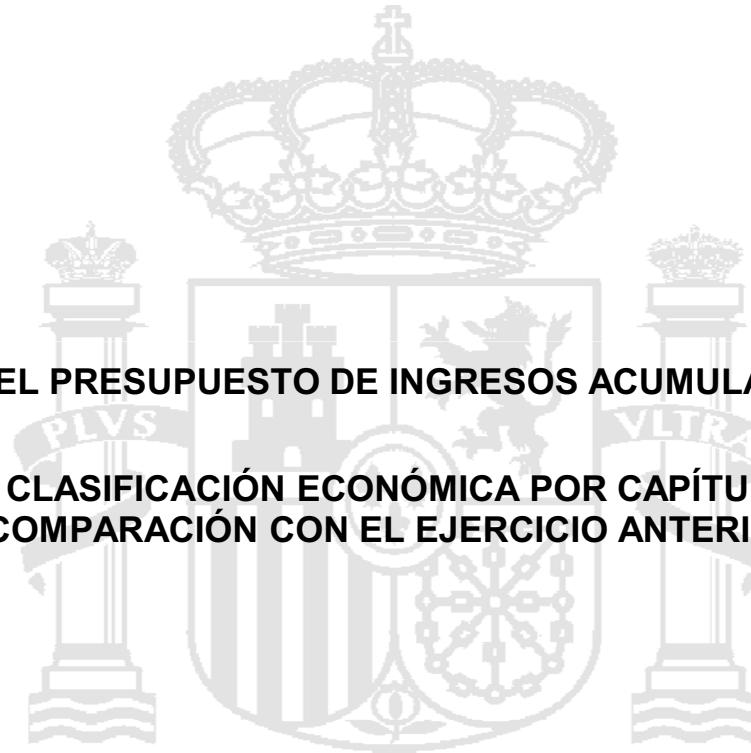 EL PRESUPUESTO DE INGRESOS ACUMULA
PLVS
VLTRA
CLASIFICACIÓN ECONÓMICA POR CAPÍTU
COMPARACIÓN CON EL EJERCICIO ANTERI